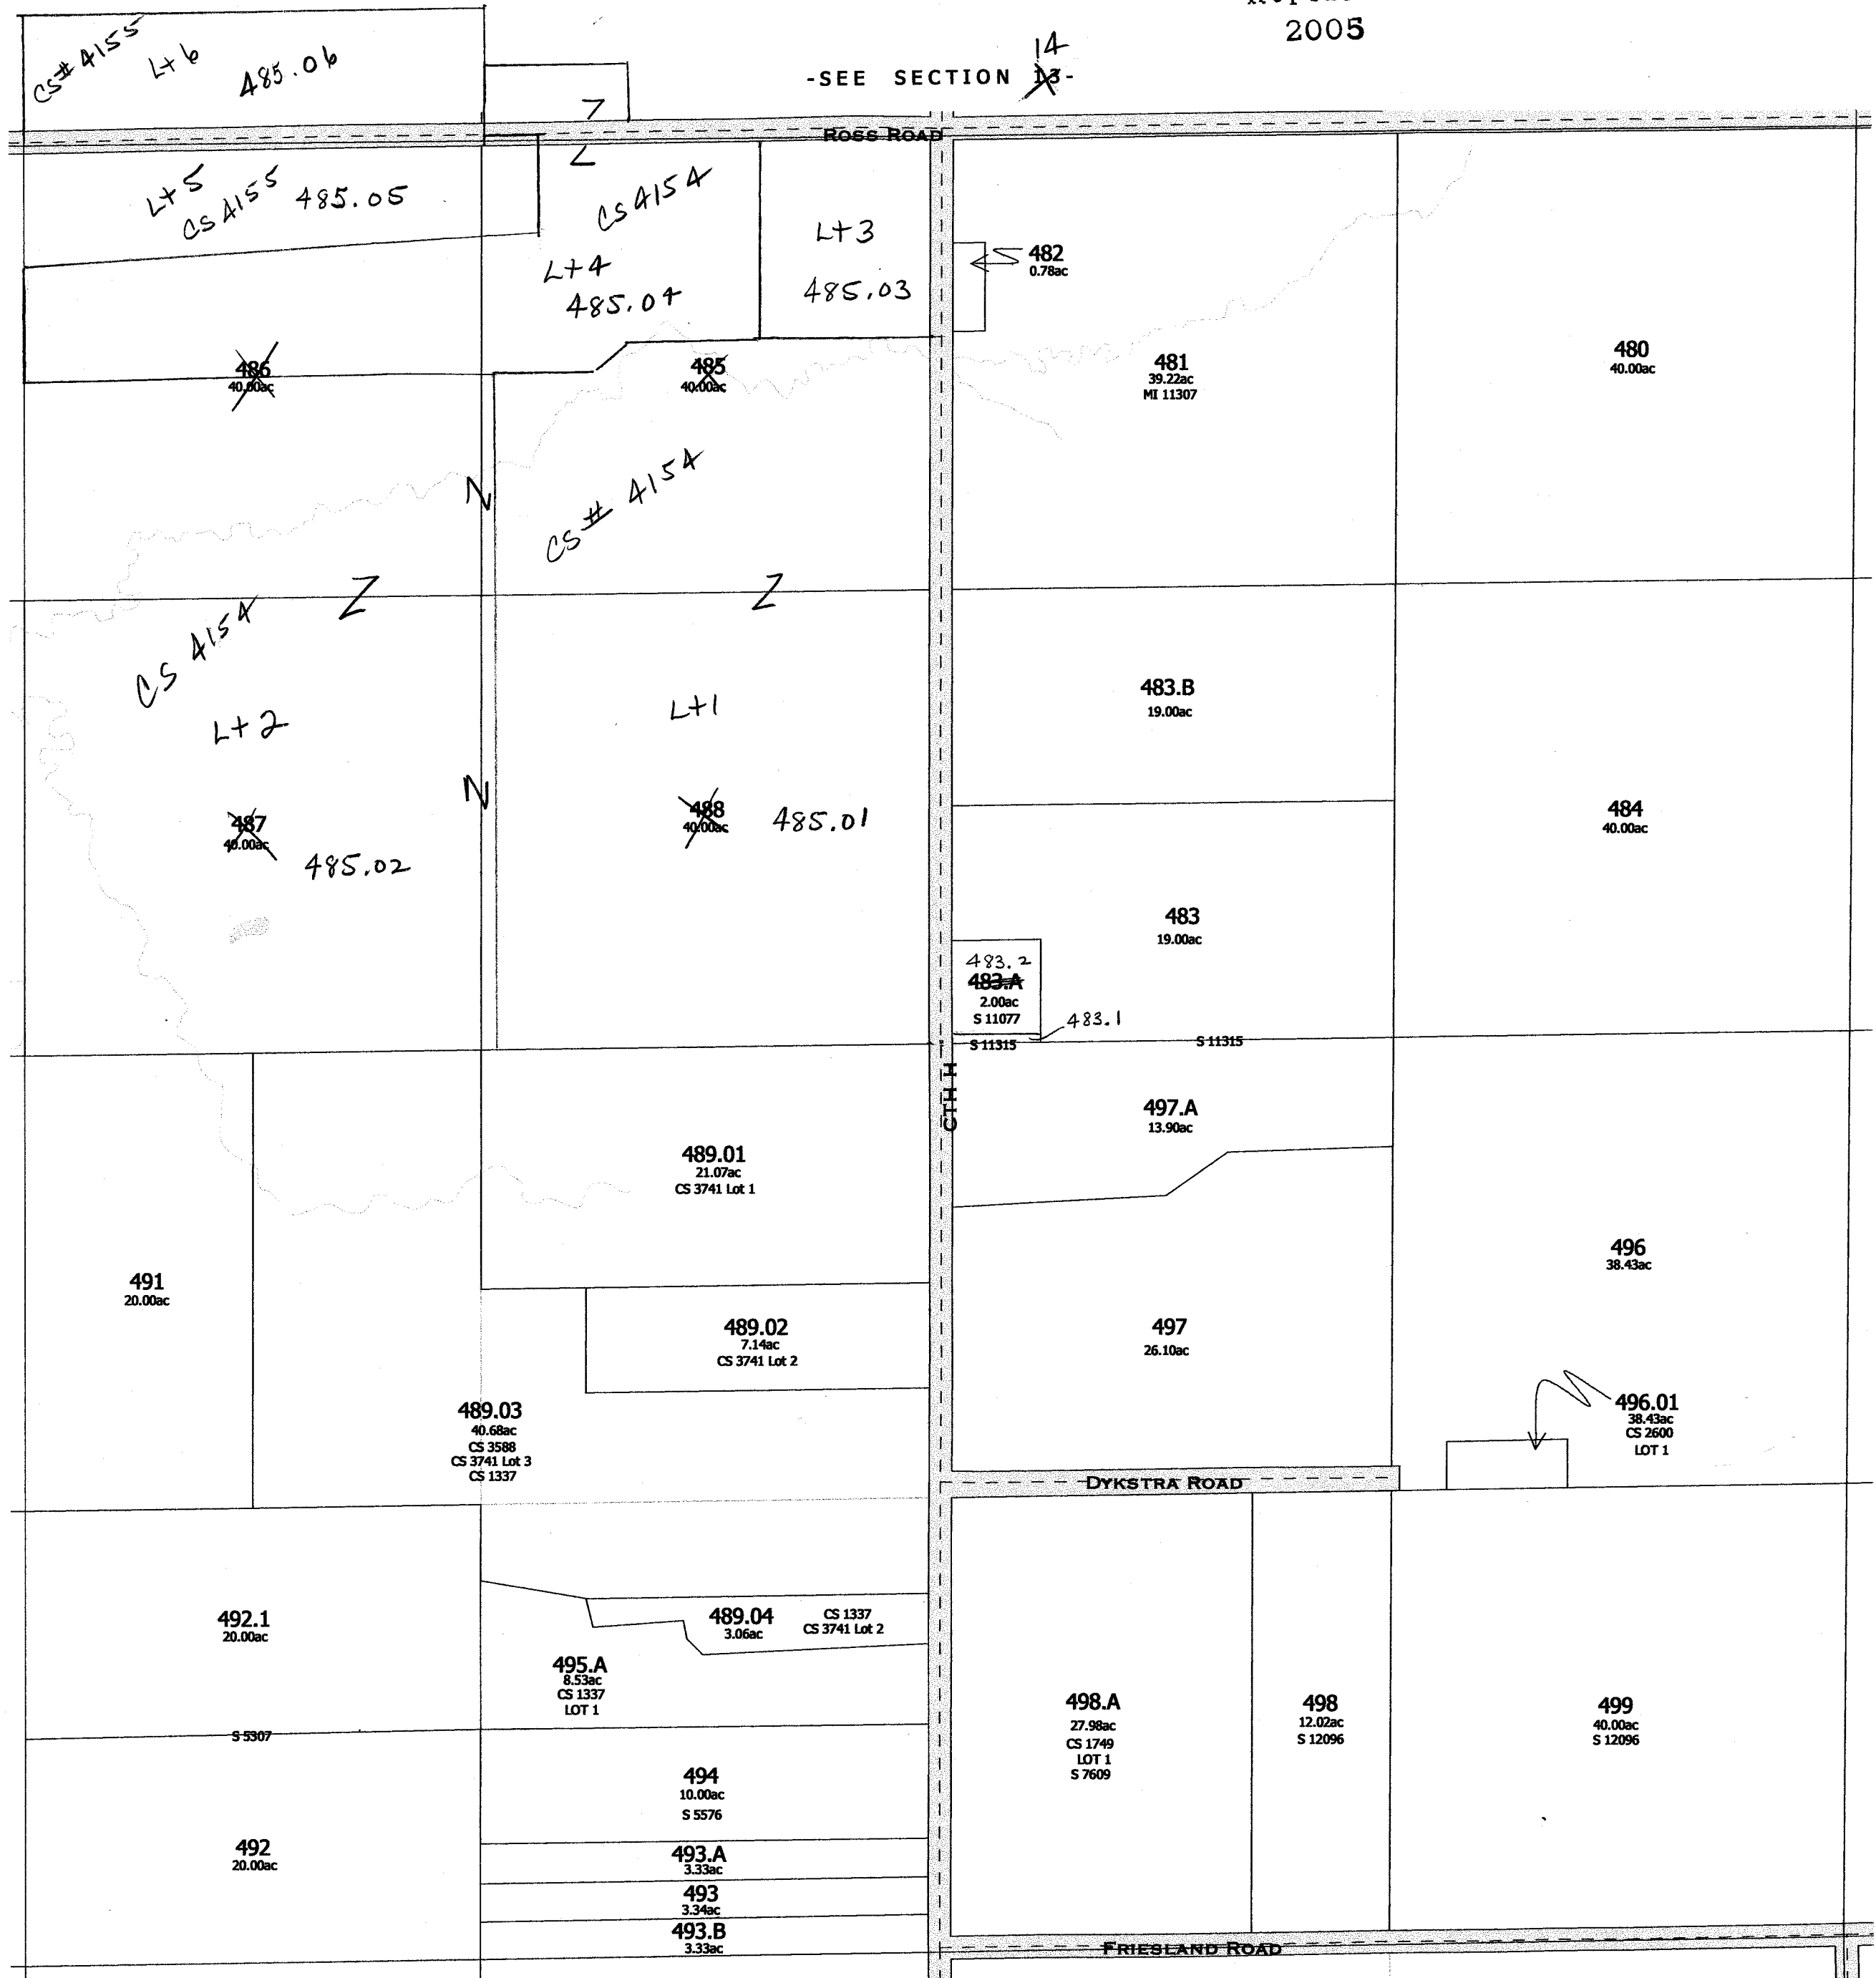 2005
14
-SEE SECTION 13-
CS# 4155
Lt 6
485.06
ROSS ROAD
Lt 5
CS 4155
485.05
CS 4154
Lt 4
485.04
Lt 3
485.03
482
0.78ac
486
40.00ac
485
40.00ac
481
39.22ac
MI 11307
480
40.00ac
N
CS # 4154
Z
Z
CS 4154
Lt 2
Lt 1
483.B
19.00ac
N
487
40.00ac
485.02
488
40.00ac
485.01
484
40.00ac
483
19.00ac
483.2
483.A
2.00ac
S 11077
483.1
S 11315
S 11315
CTH H
497.A
13.90ac
489.01
21.07ac
CS 3741 Lot 1
491
20.00ac
496
38.43ac
489.02
7.14ac
CS 3741 Lot 2
497
26.10ac
489.03
40.68ac
CS 3588
CS 3741 Lot 3
CS 1337
496.01
38.43ac
CS 2600
LOT 1
DYKSTRA ROAD
492.1
20.00ac
489.04
3.06ac
CS 1337
CS 3741 Lot 2
495.A
8.53ac
CS 1337
LOT 1
498.A
27.98ac
CS 1749
LOT 1
S 7609
498
12.02ac
S 12096
499
40.00ac
S 12096
S 5307
494
10.00ac
S 5576
492
20.00ac
493.A
3.33ac
493
3.34ac
493.B
3.33ac
FRIESLAND ROAD